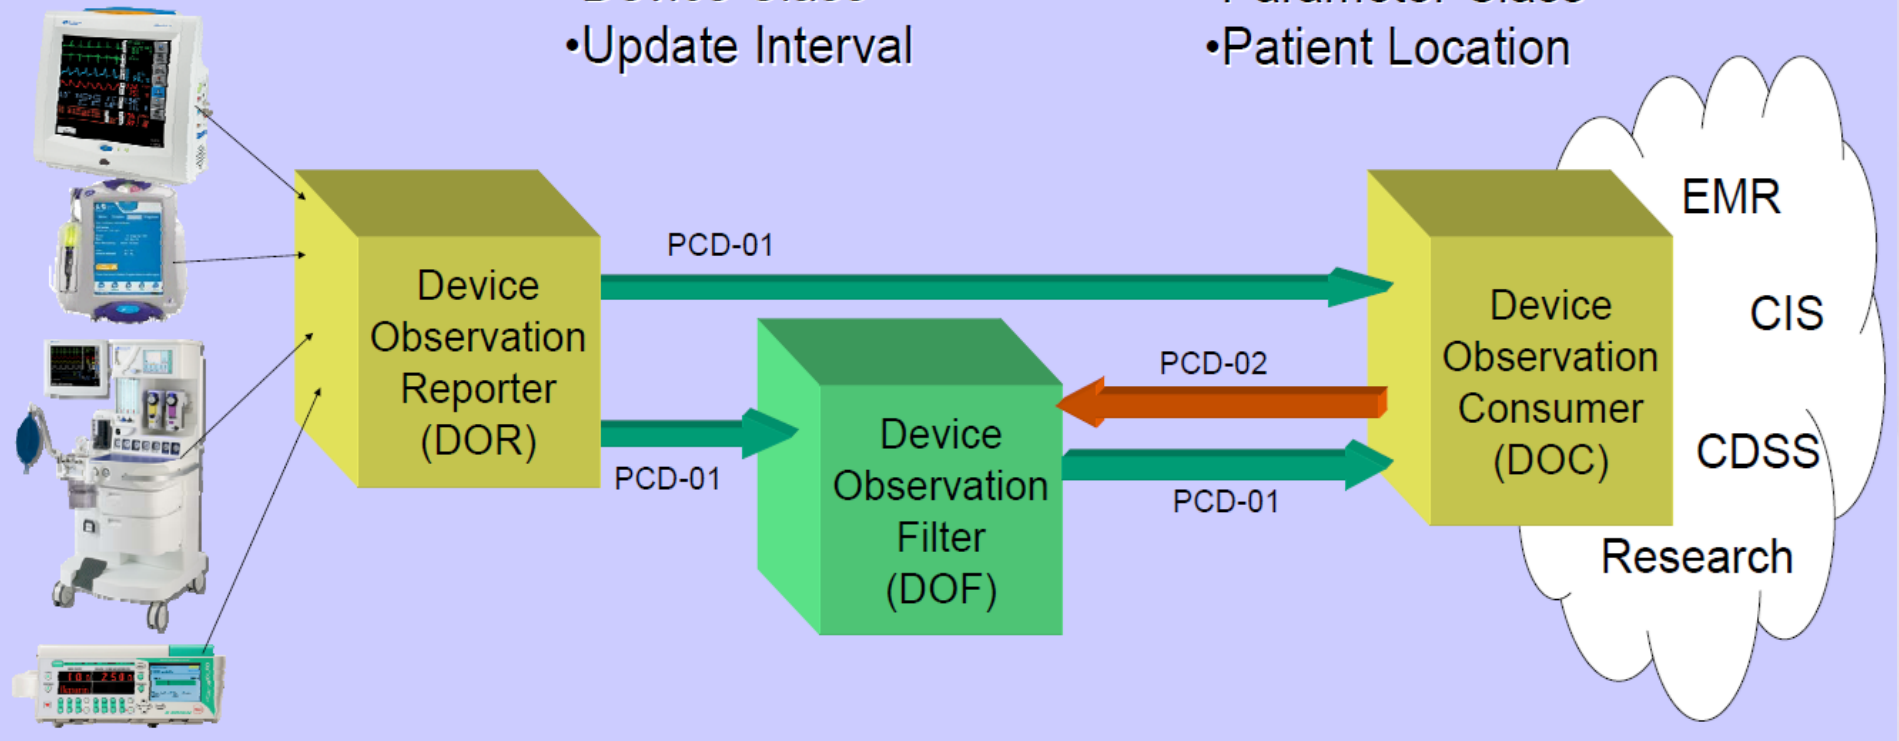 •Update Interval
•Patient Location
EMR
PCD-01
Device
Observation
Reporter
(DOR)
Device
Observation
Consumer
(DOC)
CIS
PCD-02
CDSS
PCD-01
Device
Observation
Filter
(DOF)
PCD-01
Research